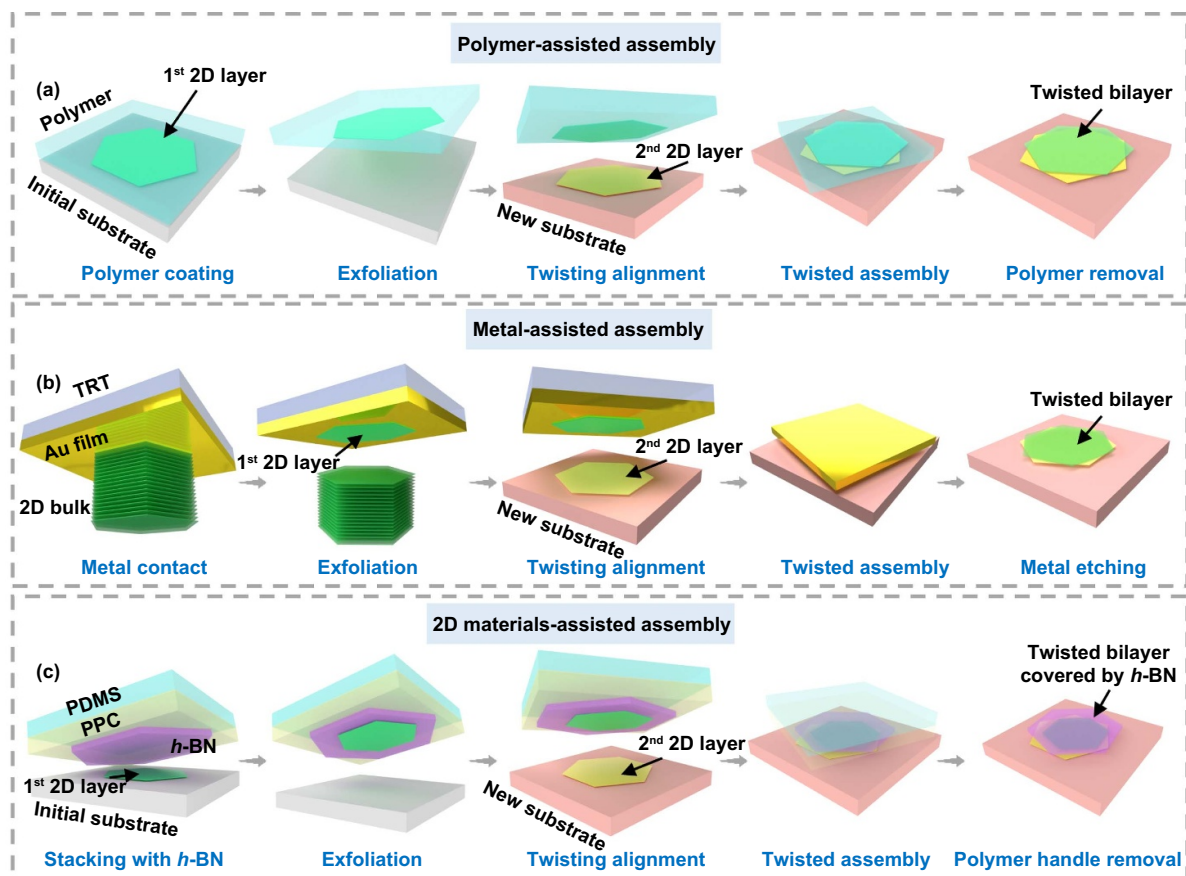 Polymer-assisted assembly
(a)
1st 2D layer
Polymer
Initial substrate
2nd 2D layer
New substrate
Twisted bilayer
Polymer coating
Exfoliation
Twisting alignment
Twisted assembly
Polymer removal
Metal-assisted assembly
(b)
TRT
Au film
2D bulk
1st 2D layer
2nd 2D layer
New substrate
Twisted bilayer
Metal contact
Exfoliation
Twisting alignment
Twisted assembly
Metal etching
2D materials-assisted assembly
(c)
PDMS
PPC
h-BN
1st 2D layer
Initial substrate
2nd 2D layer
New substrate
Twisted bilayer
covered by h-BN
Stacking with h-BN
Exfoliation
Twisting alignment
Twisted assembly
Polymer handle removal